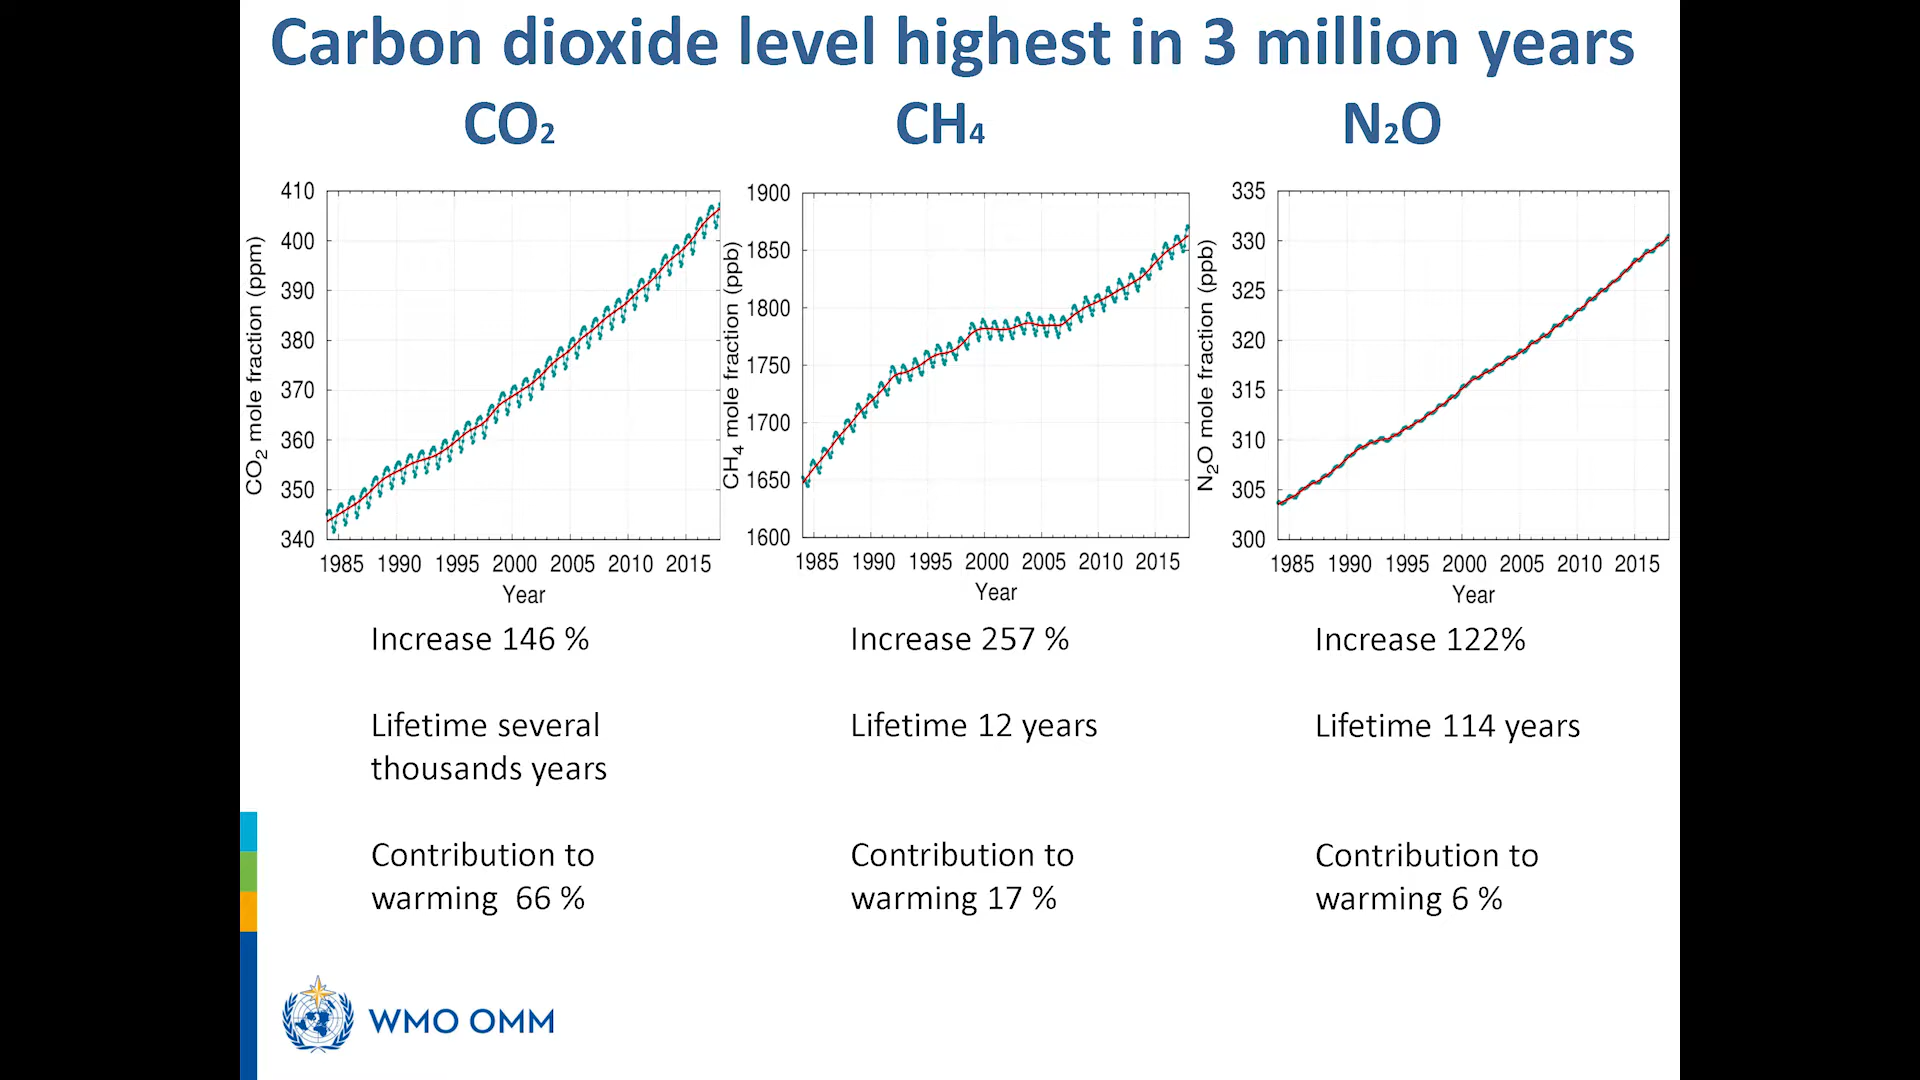 Carbon dioxide level highest in 3 million years
CO2
CH4
N2O
410
400
390
380
370
360
350
340
CO2 mole fraction (ppm)
1985 1990 1995 2000 2005 2010 2015
Year
1900
1850
1800
1750
1700
1650
1600
CH4 mole fraction (ppb)
1985 1990 1995 2000 2005 2010 2015
Year
335
330
325
320
315
310
305
300
N2O mole fraction (ppb)
1985 1990 1995 2000 2005 2010 2015
Year
Increase 146 %
Lifetime several
thousands years
Contribution to
warming 66 %
Increase 257 %
Lifetime 12 years
Contribution to
warming 17 %
Increase 122%
Lifetime 114 years
Contribution to
warming 6 %
WMO OMM